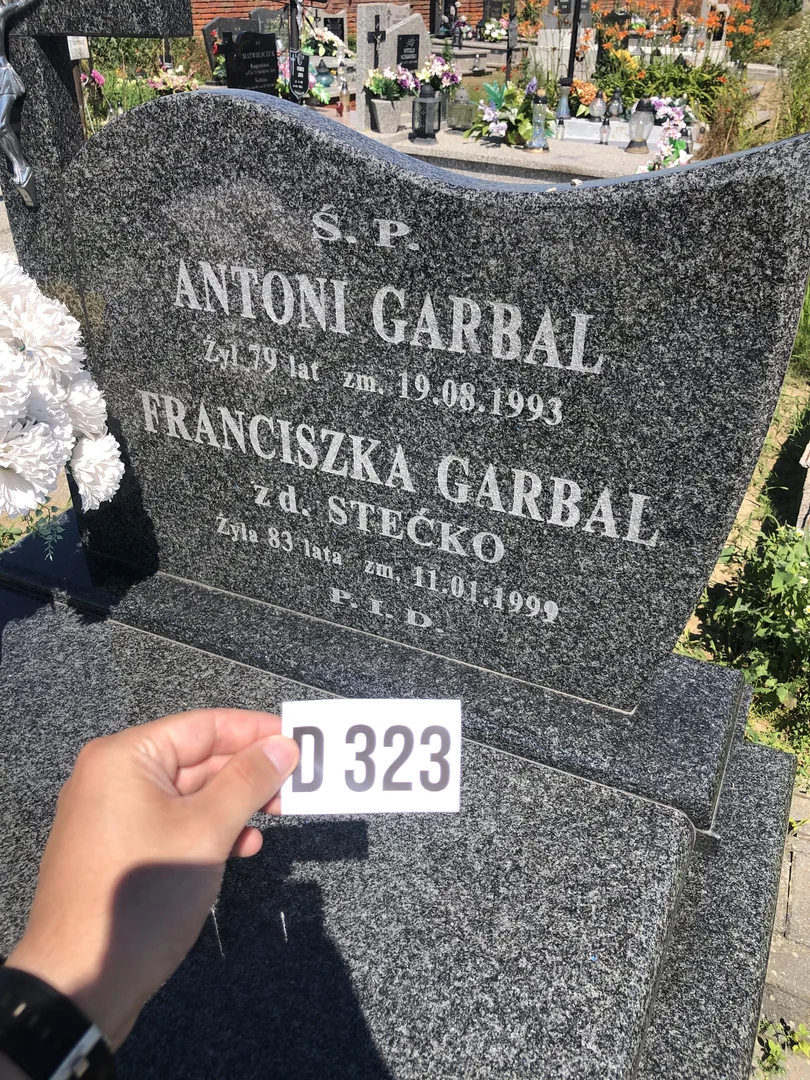 Ś. P.
ANTONI GARBAL
Żył 79 lat zm. 19.08.1993
FRANCISZKA GARBAL
z d. STEĆKO
Żyła 83 lata zm. 11.01.1999
P. I. D.
D 323